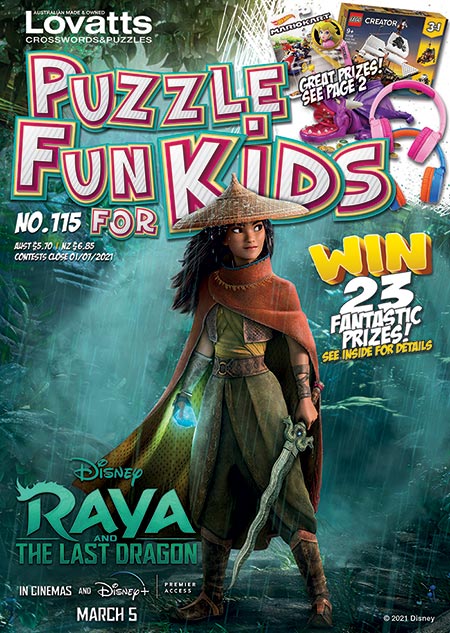 AUSTRALIAN MADE & OWNED
Lovatts
CROSSWORDS&PUZZLES
MARIOKART
LEGO CREATOR 3in1
9+
GREAT PRIZES!
SEE PAGE 2
PUZZLE
FUN FOR KIDS
NO.115
AUST $5.70 | NZ $6.85
CONTESTS CLOSE 01/07/2021
WIN
23
FANTASTIC
PRIZES!
SEE INSIDE FOR DETAILS
Disney
RAYA
AND
THE LAST DRAGON
IN CINEMAS AND Disney+ | PREMIER ACCESS
MARCH 5
© 2021 Disney